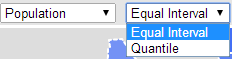 Population Equal Interval
Equal Interval
Quantile